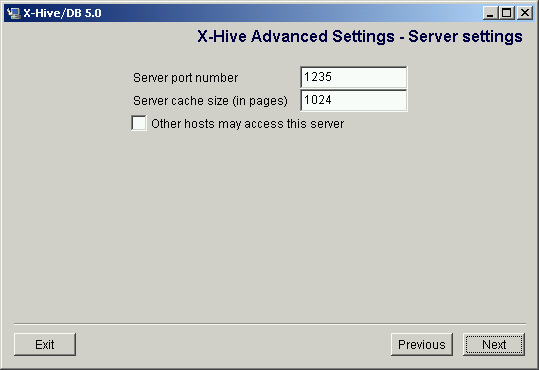 X-Hive/DB 5.0
X-Hive Advanced Settings - Server settings
Server port number 1235
Server cache size (in pages) 1024
Other hosts may access this server
Exit Previous Next